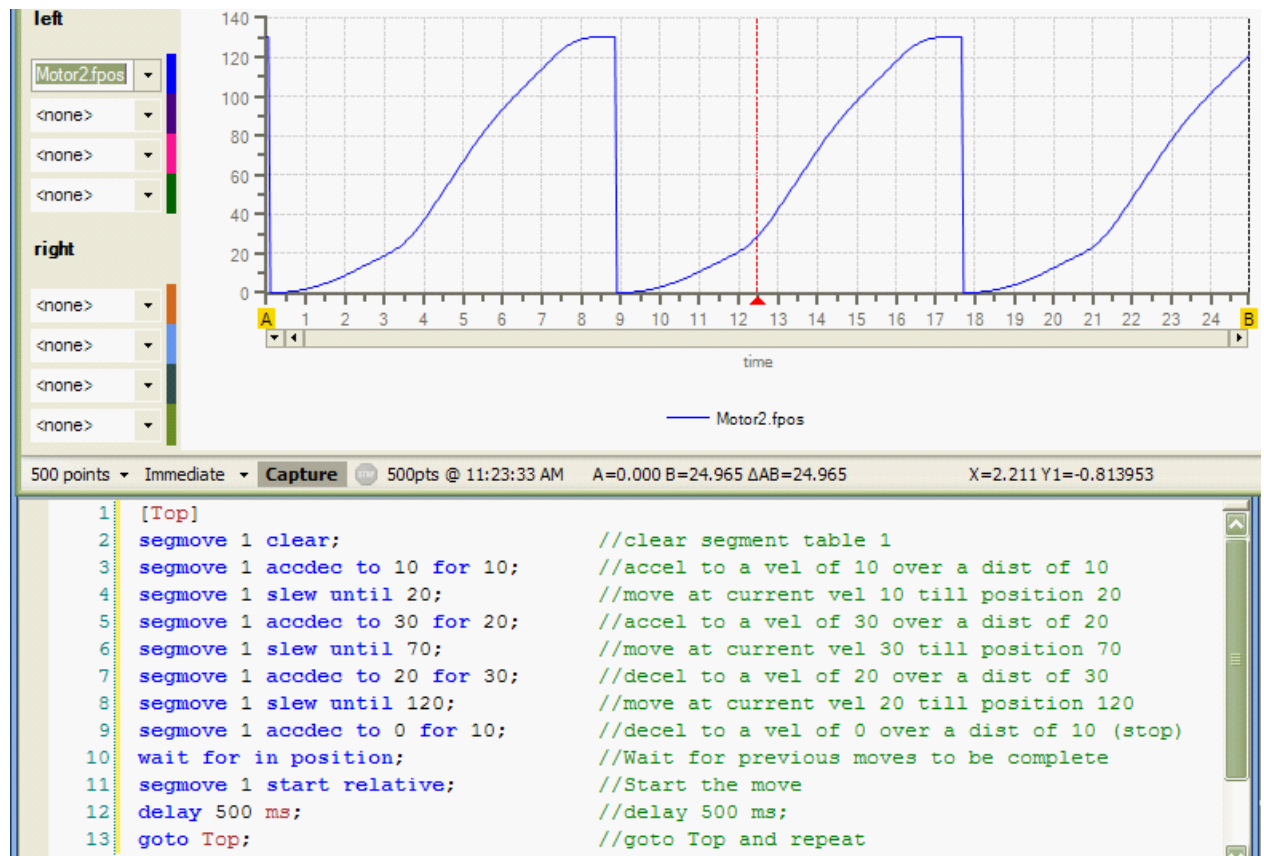 left
Motor2.fpos
<none>
<none>
<none>
right
<none>
<none>
<none>
<none>
140
120
100
80
60
40
20
0
A 1 2 3 4 5 6 7 8 9 10 11 12 13 14 15 16 17 18 19 20 21 22 23 24 B
time
Motor2.fpos
500 points Immediate Capture 500pts @ 11:23:33 AM A=0.000 B=24.965 ΔAB=24.965 X=2.211 Y1=-0.813953
1 [Top]
2 segmove 1 clear; //clear segment table 1
3 segmove 1 accdec to 10 for 10; //accel to a vel of 10 over a dist of 10
4 segmove 1 slew until 20; //move at current vel 10 till position 20
5 segmove 1 accdec to 30 for 20; //accel to a vel of 30 over a dist of 20
6 segmove 1 slew until 70; //move at current vel 30 till position 70
7 segmove 1 accdec to 20 for 30; //decel to a vel of 20 over a dist of 30
8 segmove 1 slew until 120; //move at current vel 20 till position 120
9 segmove 1 accdec to 0 for 10; //decel to a vel of 0 over a dist of 10 (stop)
10 wait for in position; //Wait for previous moves to be complete
11 segmove 1 start relative; //Start the move
12 delay 500 ms; //delay 500 ms;
13 goto Top; //goto Top and repeat